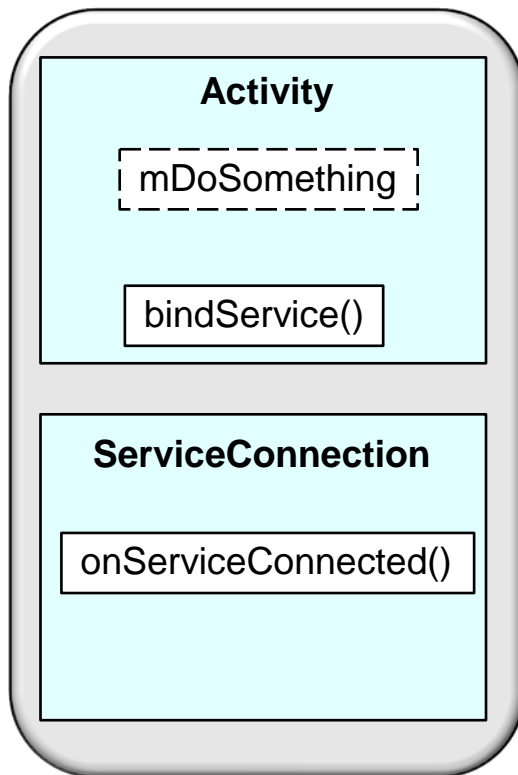 Activity
mDoSomething
bindService()
ServiceConnection
onServiceConnected()